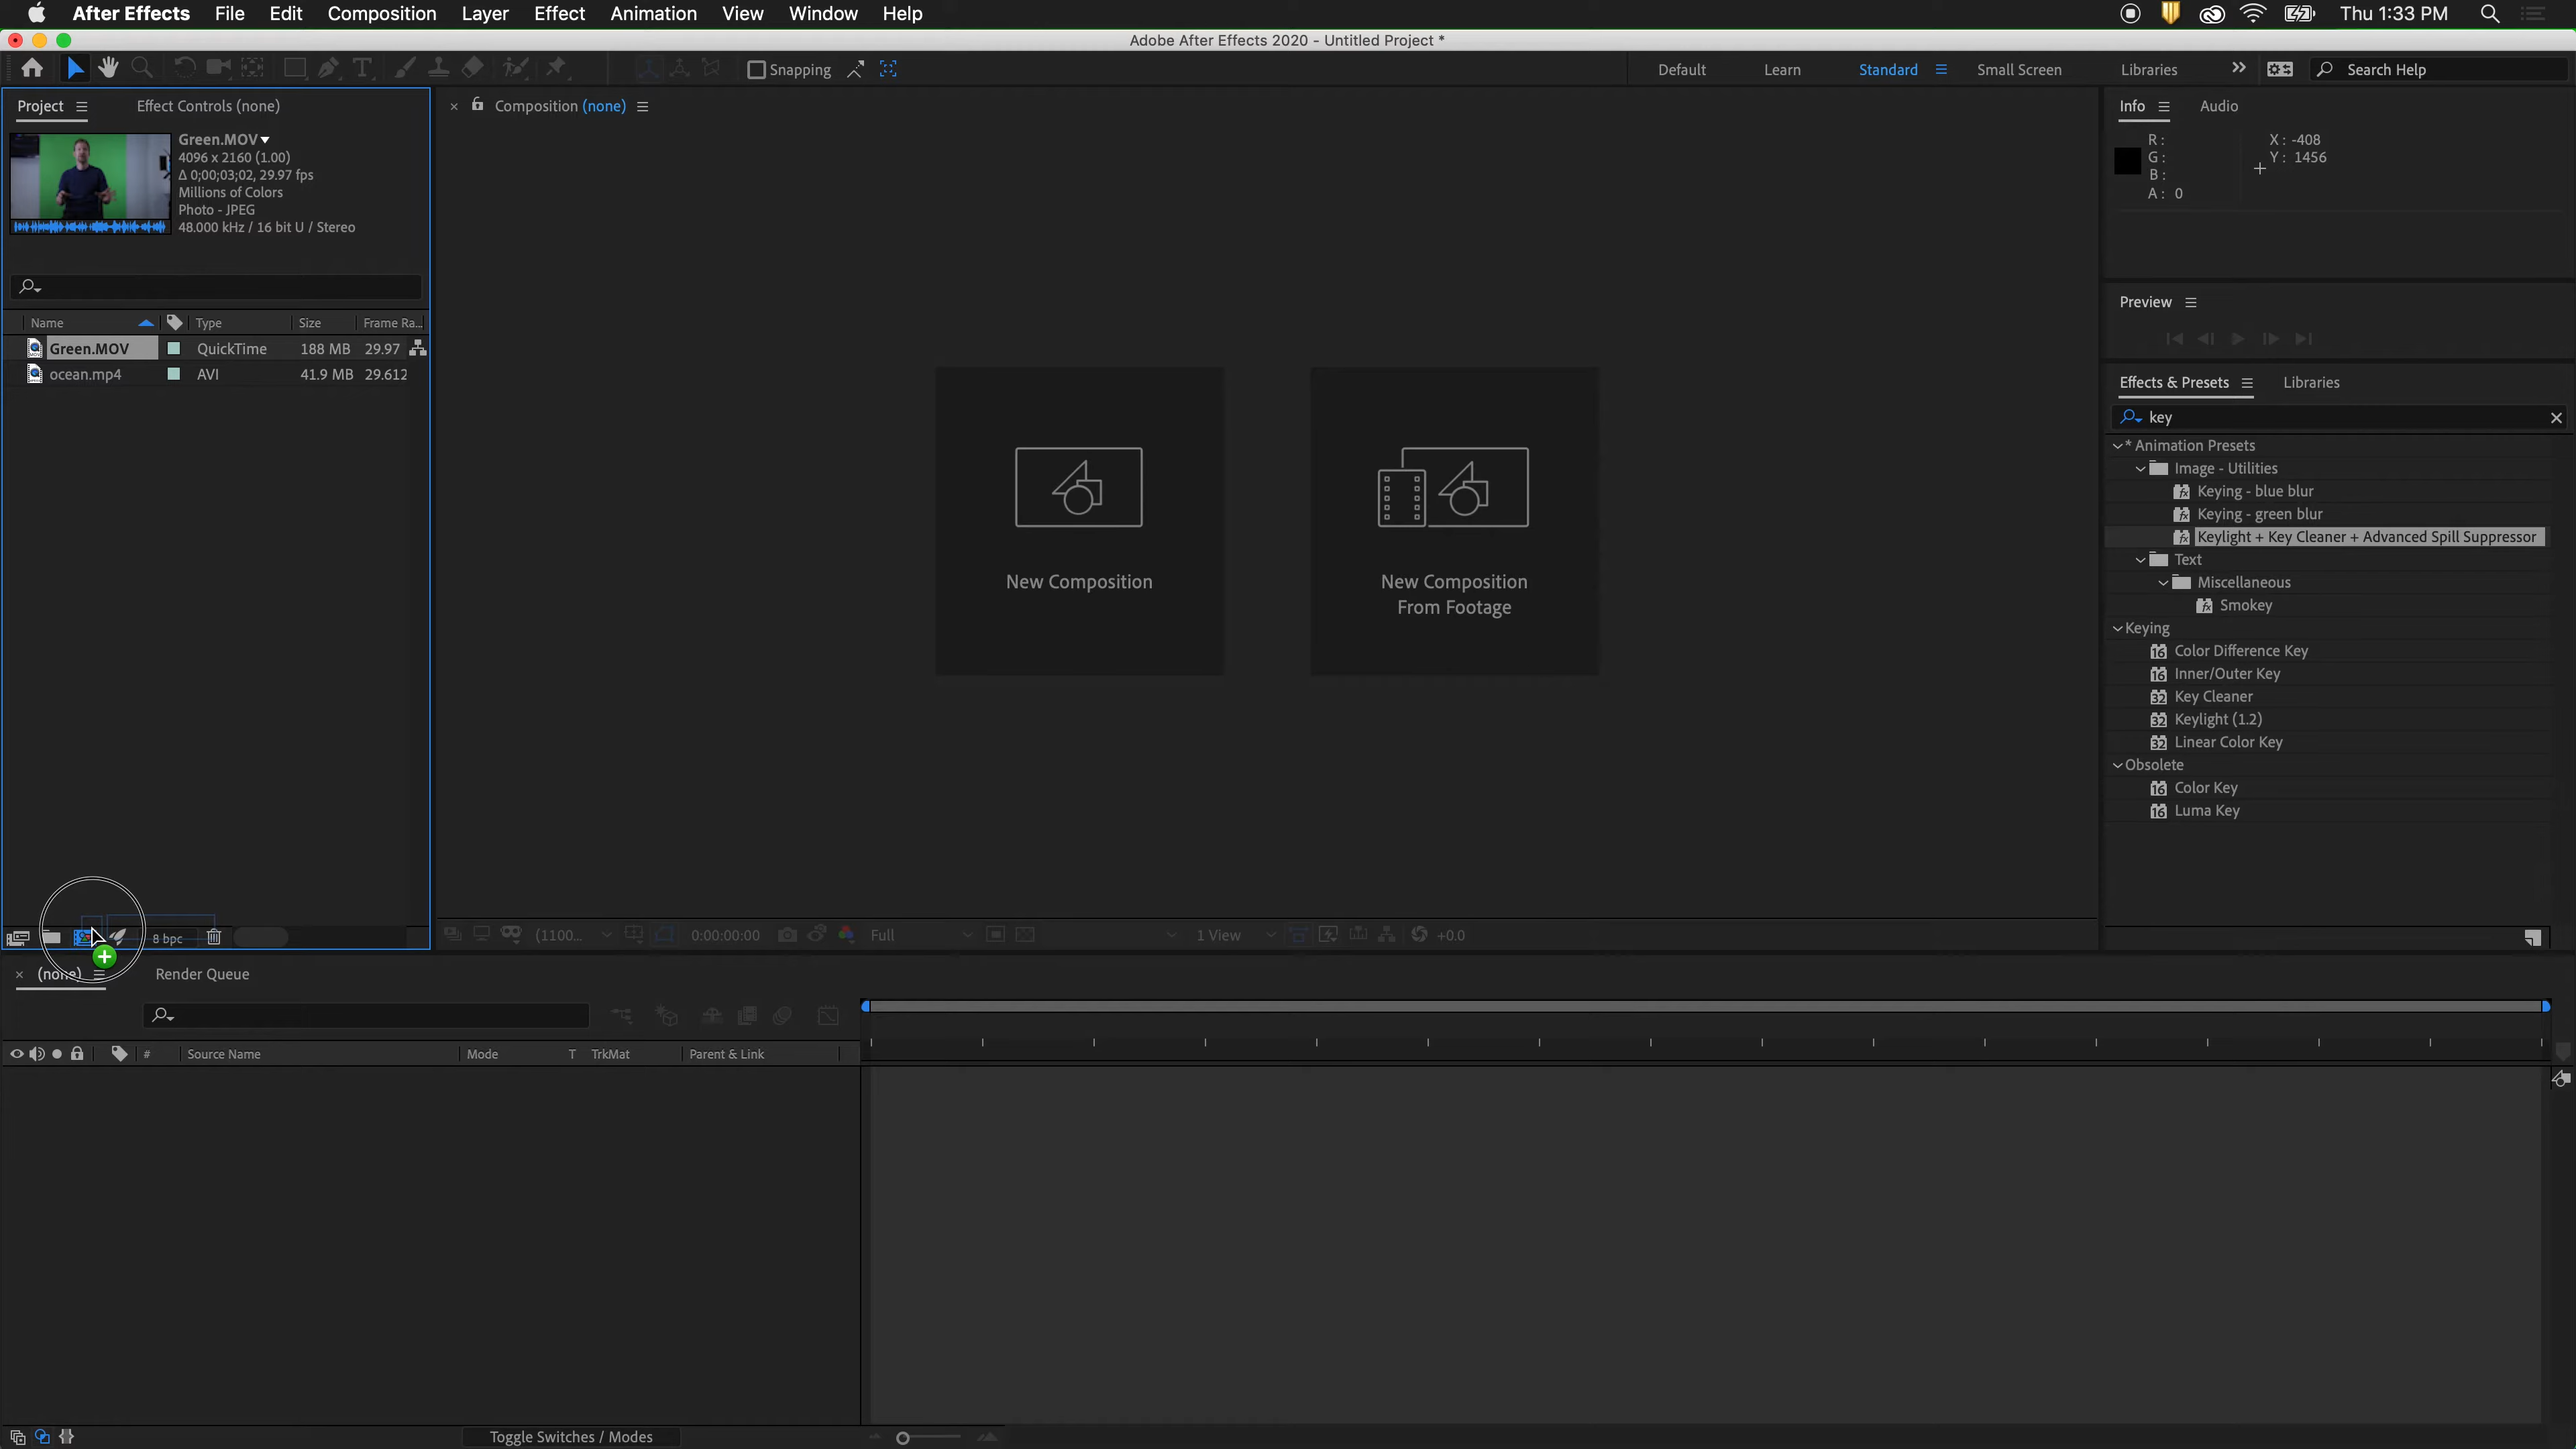 After Effects File Edit Composition Layer Effect Animation View Window Help Thu 1:33 PM
Adobe After Effects 2020 - Untitled Project *
Snapping Default Learn Standard Small Screen Libraries Search Help
Project Effect Controls (none)
Composition (none)
Info Audio
Green.MOV
4096 x 2160 (1.00)
Δ 0;00;03;02, 29.97 fps
Millions of Colors
Photo - JPEG
48.000 kHz / 16 bit U / Stereo
R :
G :
B :
A : 0
X : -408
Y : 1456
Preview
Name Type Size Frame Ra...
Green.MOV QuickTime 188 MB 29.97
ocean.mp4 AVI 41.9 MB 29.612
New Composition
New Composition
From Footage
Effects & Presets Libraries
key
* Animation Presets
Image - Utilities
Keying - blue blur
Keying - green blur
Keylight + Key Cleaner + Advanced Spill Suppressor
Text
Miscellaneous
Smokey
Keying
16 Color Difference Key
16 Inner/Outer Key
32 Key Cleaner
32 Keylight (1.2)
32 Linear Color Key
Obsolete
16 Color Key
16 Luma Key
8 bpc
(1100... 0:00:00:00 Full 1 View +0.0
(none) Render Queue
# Source Name Mode T TrkMat Parent & Link
Toggle Switches / Modes